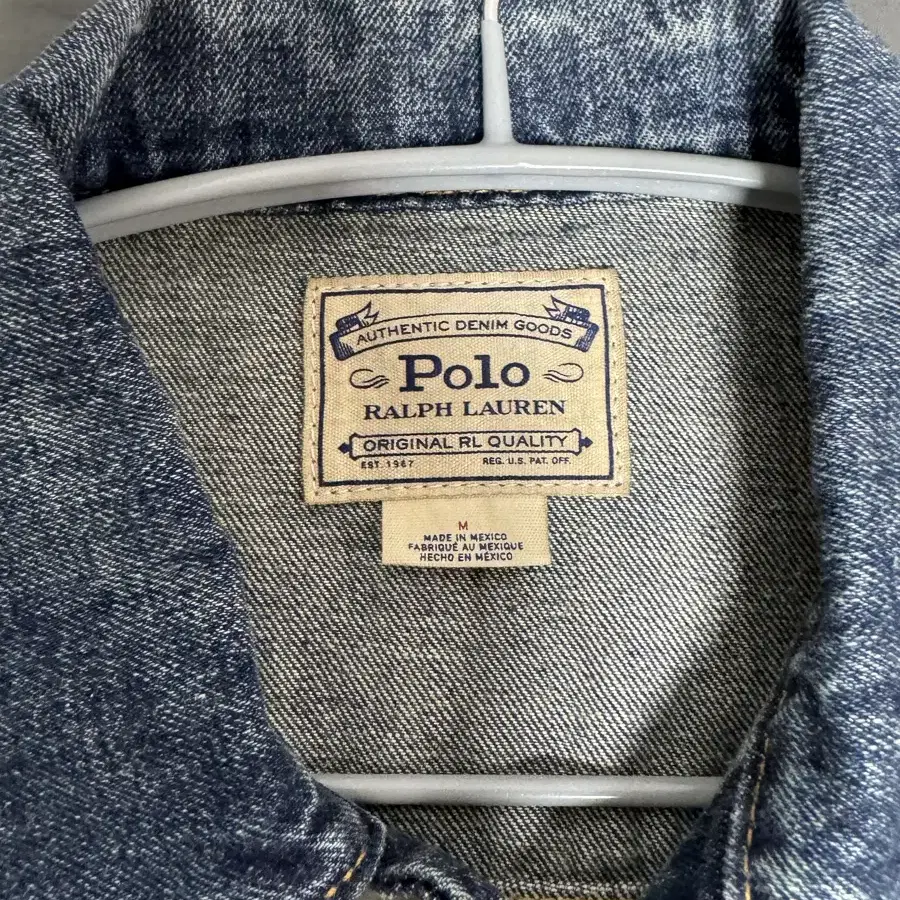 AUTHENTIC DENIM GOODS
Polo
RALPH LAUREN
ORIGINAL RL QUALITY
EST. 1967 REG. U.S. PAT. OFF.
M
MADE IN MEXICO
FABRIQUÉ AU MEXIQUE
HECHO EN MÉXICO